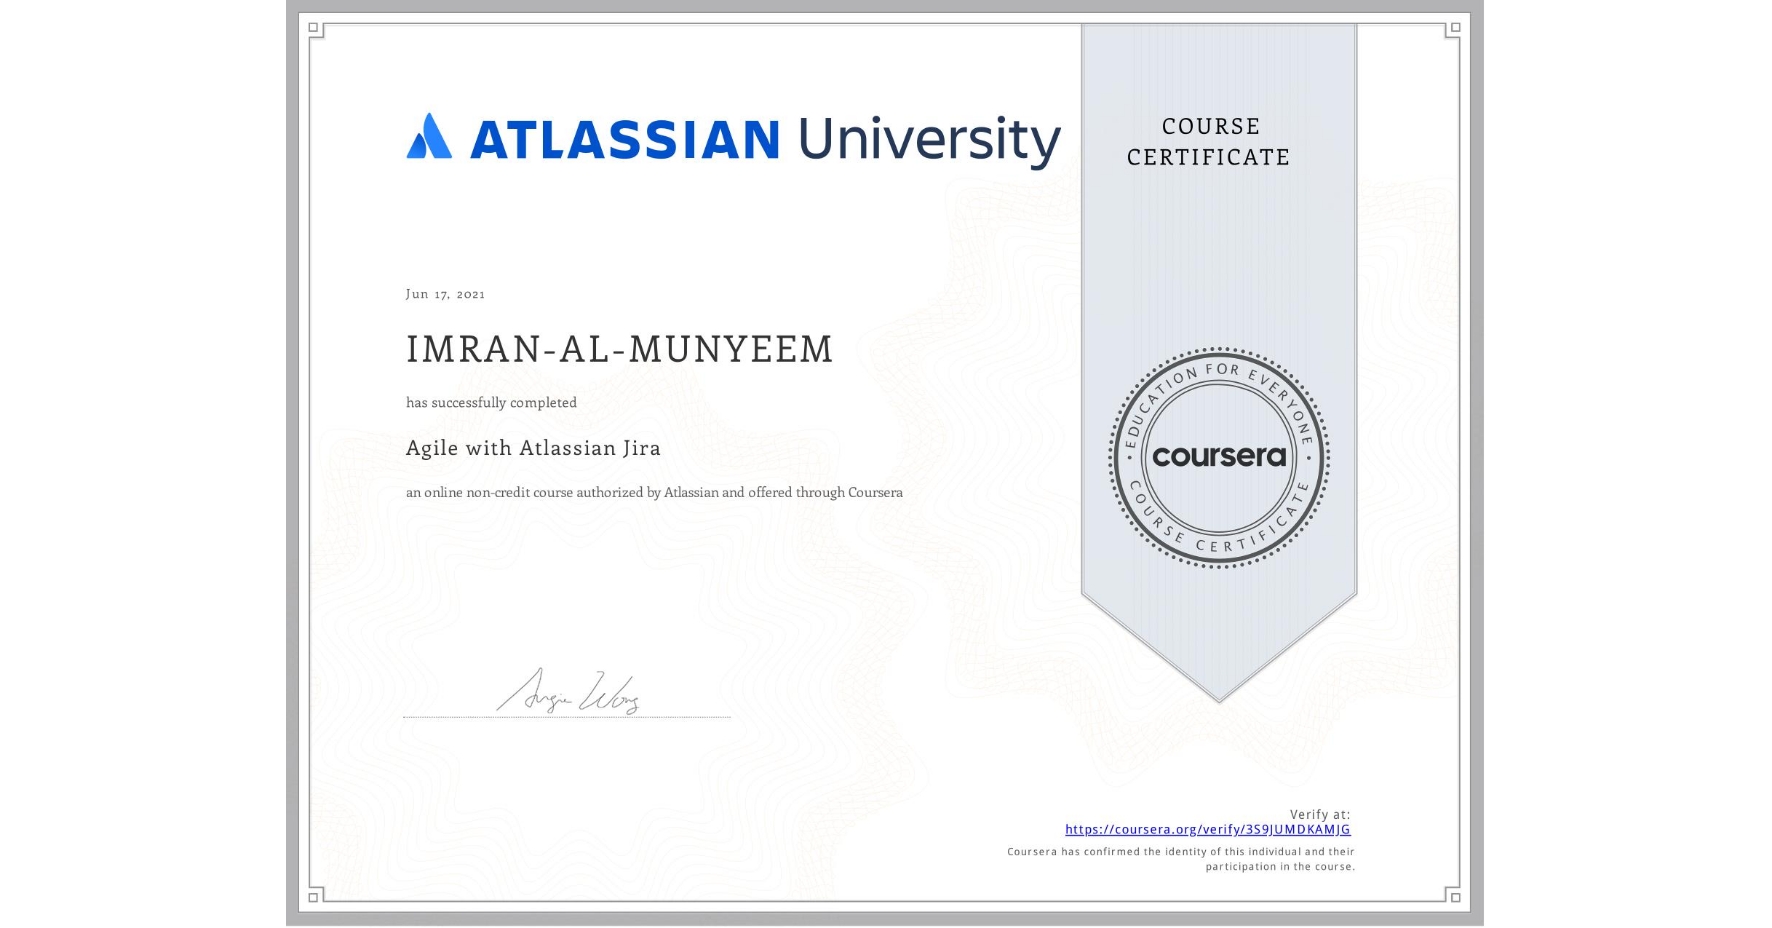 ATLASSIAN University
COURSE
CERTIFICATE
Jun 17, 2021
IMRAN-AL-MUNYEEM
has successfully completed
Agile with Atlassian Jira
an online non-credit course authorized by Atlassian and offered through Coursera
EDUCATION FOR EVERYONE
coursera
COURSE CERTIFICATE
Angie Wong
Verify at:
https://coursera.org/verify/3S9JUMDKAMJG
Coursera has confirmed the identity of this individual and their
participation in the course.